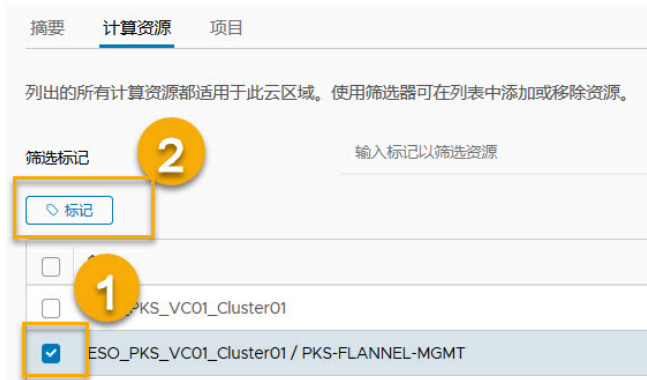 摘要 计算资源 项目
列出的所有计算资源都适用于此云区域。使用筛选器可在列表中添加或移除资源。
筛选标记 输入标记以筛选资源
2
标记
1
PKS_VC01_Cluster01
ESO_PKS_VC01_Cluster01 / PKS-FLANNEL-MGMT